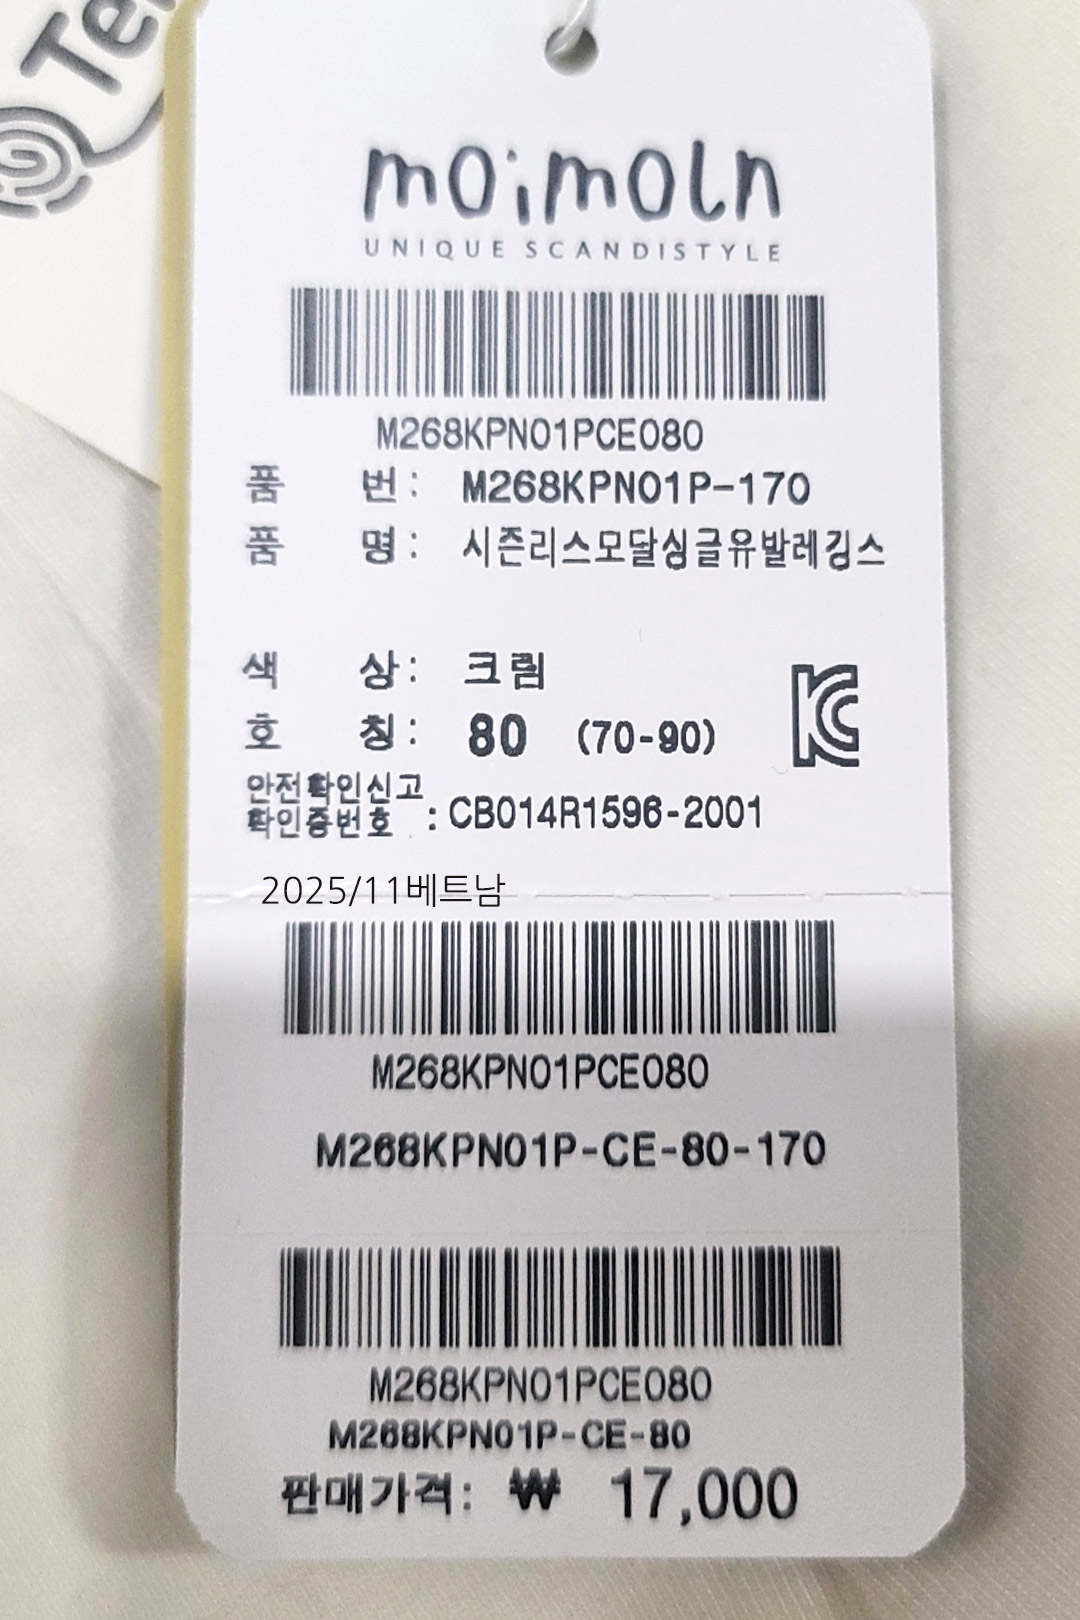 moimoln
UNIQUE SCANDISTYLE
M268KPN01PCE080
품 번: M268KPN01P-170
품 명: 시즌리스모달싱글유발레깅스
색 상: 크림
호 칭: 80 (70-90)
안전확인신고
확인증번호 : CB014R1596-2001
2025/11베트남
M268KPN01PCE080
M268KPN01P-CE-80-170
M268KPN01PCE080
M268KPN01P-CE-80
판매가격: ₩ 17,000